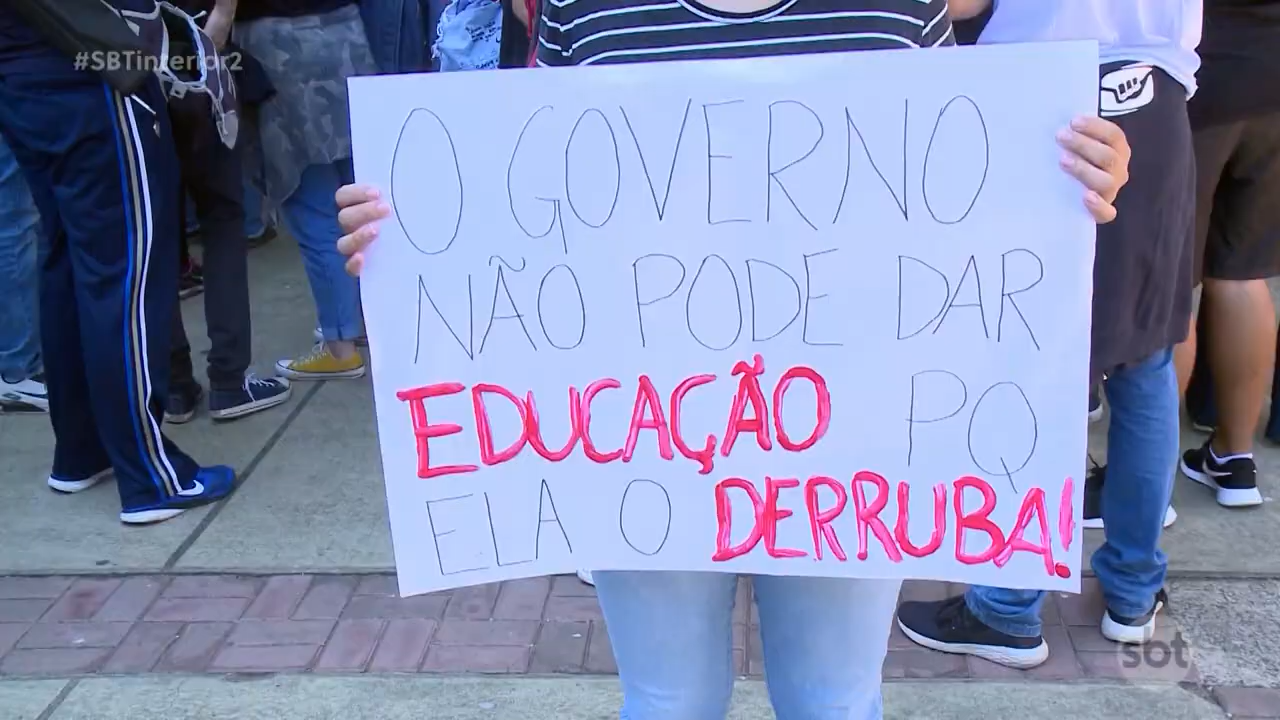 #SBTinterior2
O GOVERNO
NÃO PODE DAR
EDUCAÇÃO PQ
ELA O DERRUBA!
sbt